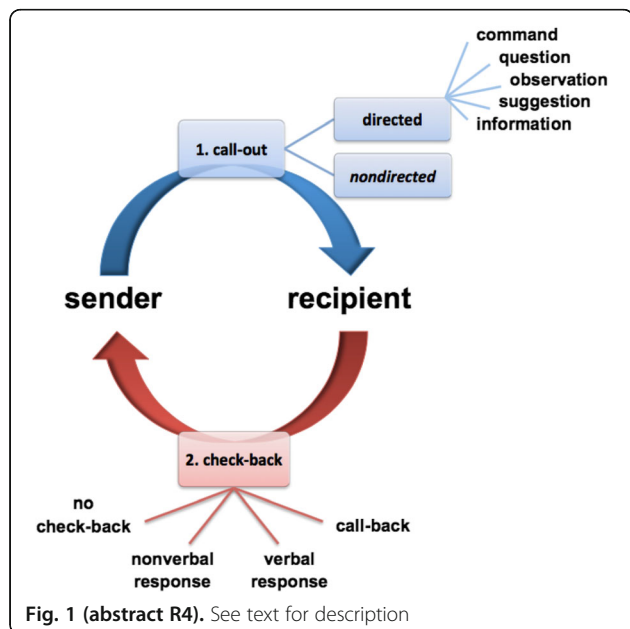 command
question
observation
suggestion
information
directed
1. call-out
nondirected
sender
recipient
2. check-back
no
check-back
call-back
nonverbal
response
verbal
response
Fig. 1 (abstract R4). See text for description